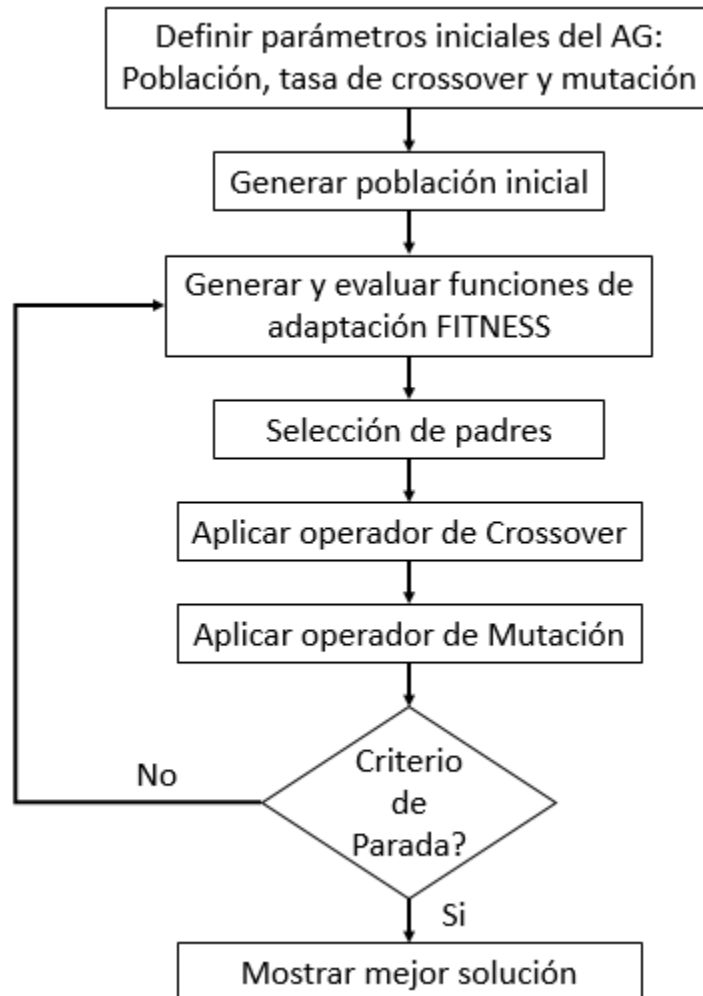 Definir parámetros iniciales del AG:
Población, tasa de crossover y mutación
Generar población inicial
Generar y evaluar funciones de
adaptación FITNESS
Selección de padres
Aplicar operador de Crossover
Aplicar operador de Mutación
Criterio
de
Parada?
No
Si
Mostrar mejor solución